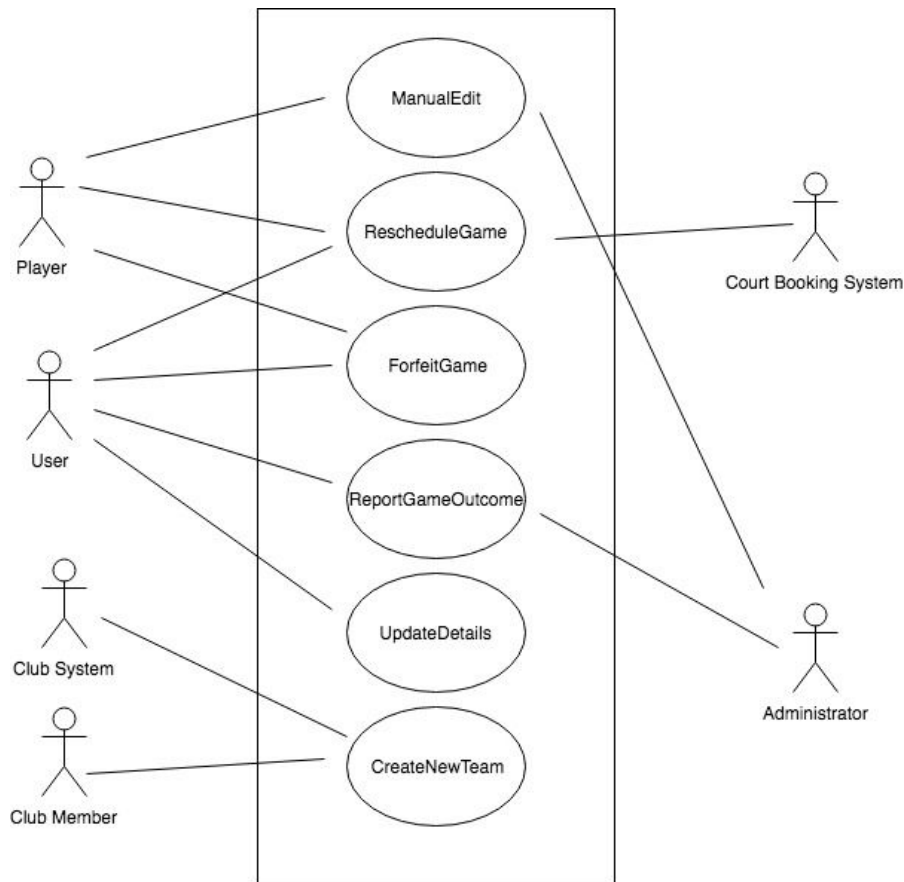 ManualEdit
RescheduleGame
Player
Court Booking System
ForfeitGame
User
ReportGameOutcome
UpdateDetails
Club System
Administrator
CreateNewTeam
Club Member